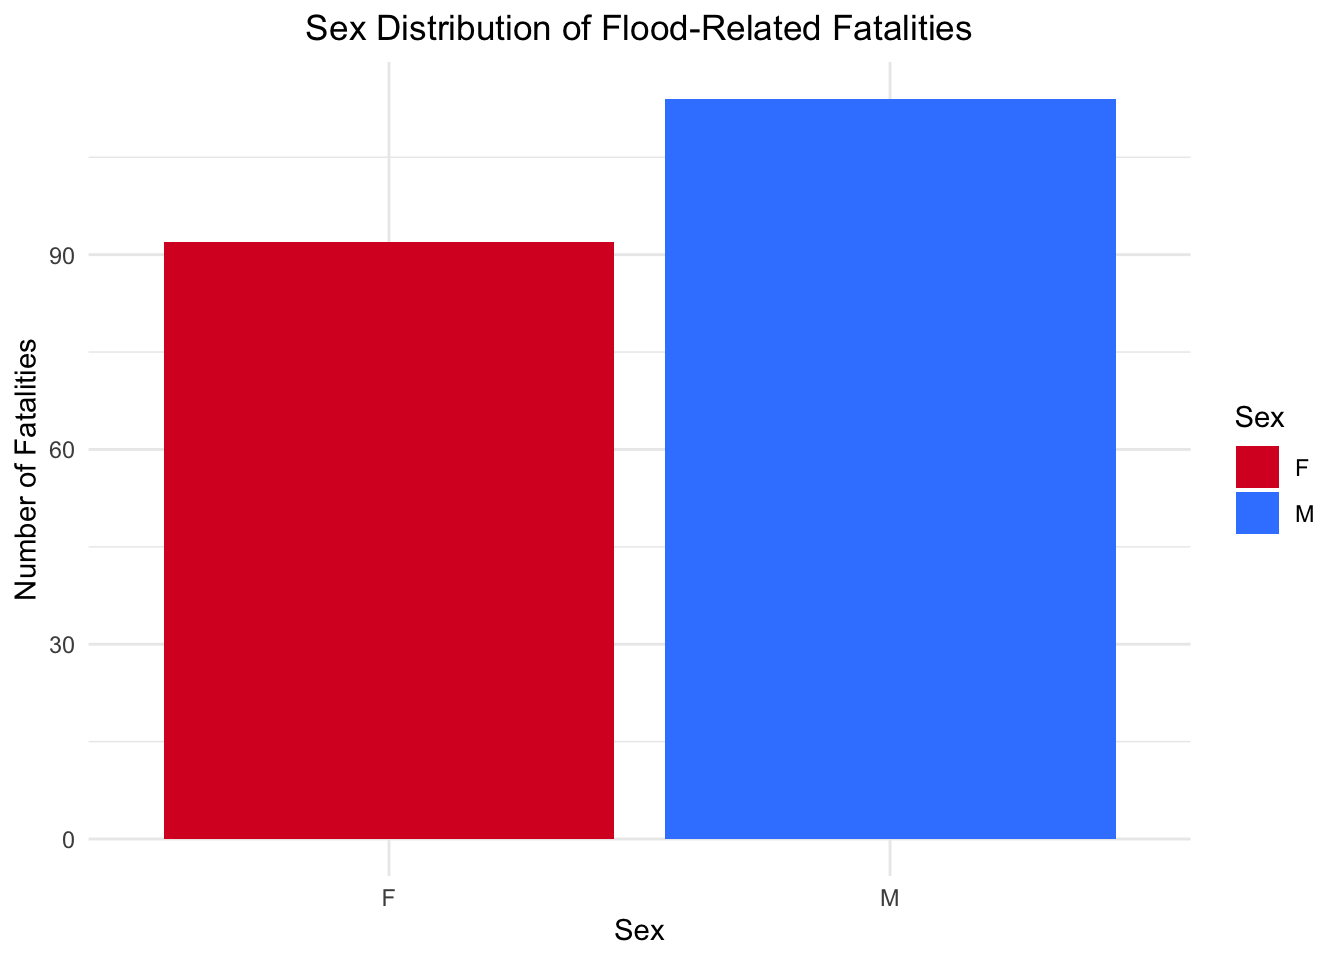 Sex Distribution of Flood-Related Fatalities
Number of Fatalities
90
60
30
0
F
M
Sex
Sex
F
M